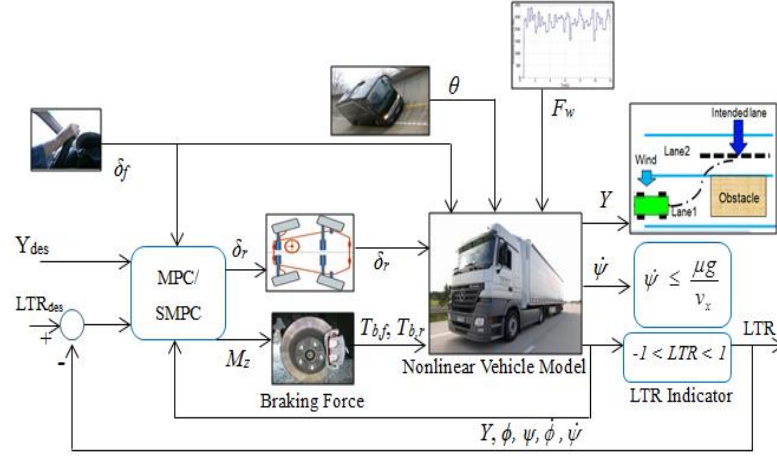 θ
F_w
Intended lane
Lane2
Wind
Lane1
Obstacle
δ_f
Y
Y_des
MPC/
SMPC
δ_r
δ_r
ψ̇
ψ̇ ≤ μg / v_x
LTR_des
+
-
M_z
T_b,f, T_b,r
Braking Force
Nonlinear Vehicle Model
-1 < LTR < 1
LTR
LTR Indicator
Y, ϕ, ψ, ϕ̇, ψ̇